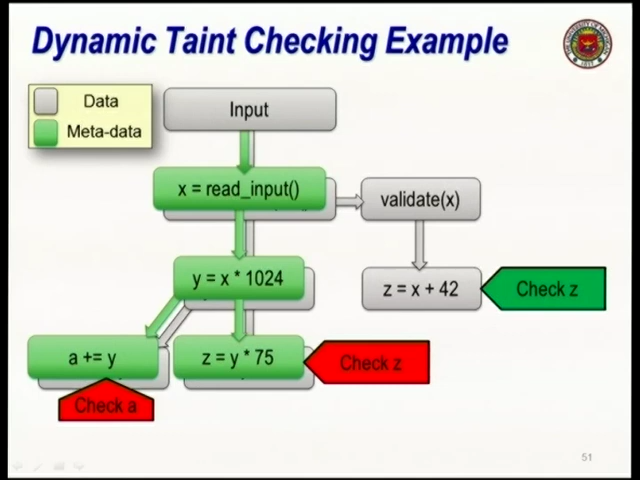 Dynamic Taint Checking Example
Data
Meta-data
Input
x = read_input()
validate(x)
y = x * 1024
z = x + 42
Check z
a += y
z = y * 75
Check z
Check a
51